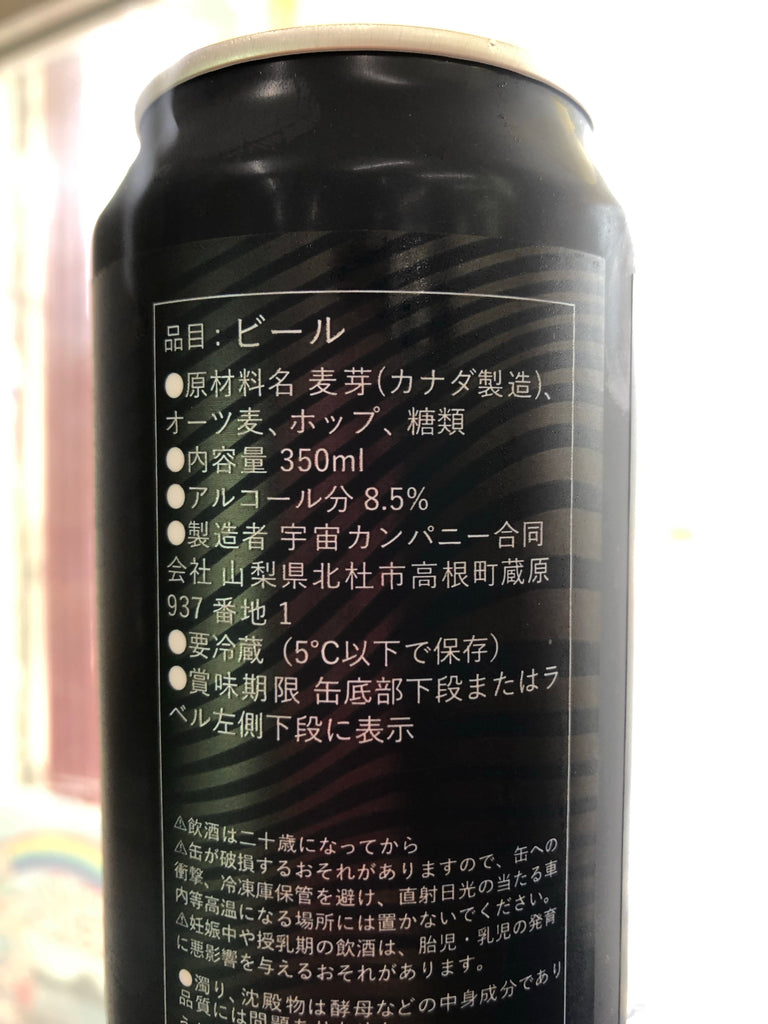 品目：ビール
●原材料名 麦芽(カナダ製造)、
オーツ麦、ホップ、糖類
●内容量 350ml
●アルコール分 8.5%
●製造者 宇宙カンパニー合同
会社 山梨県北杜市高根町蔵原
937 番地 1
●要冷蔵（5℃以下で保存）
●賞味期限 缶底部下段またはラ
ベル左側下段に表示
⚠飲酒は二十歳になってから
⚠缶が破損するおそれがありますので、缶への
衝撃、冷凍庫保管を避け、直射日光の当たる車
内等高温になる場所には置かないでください。
⚠妊娠中や授乳期の飲酒は、胎児・乳児の発育
に悪影響を与えるおそれがあります。
●濁り、沈殿物は酵母などの中身成分であり
品質には問題